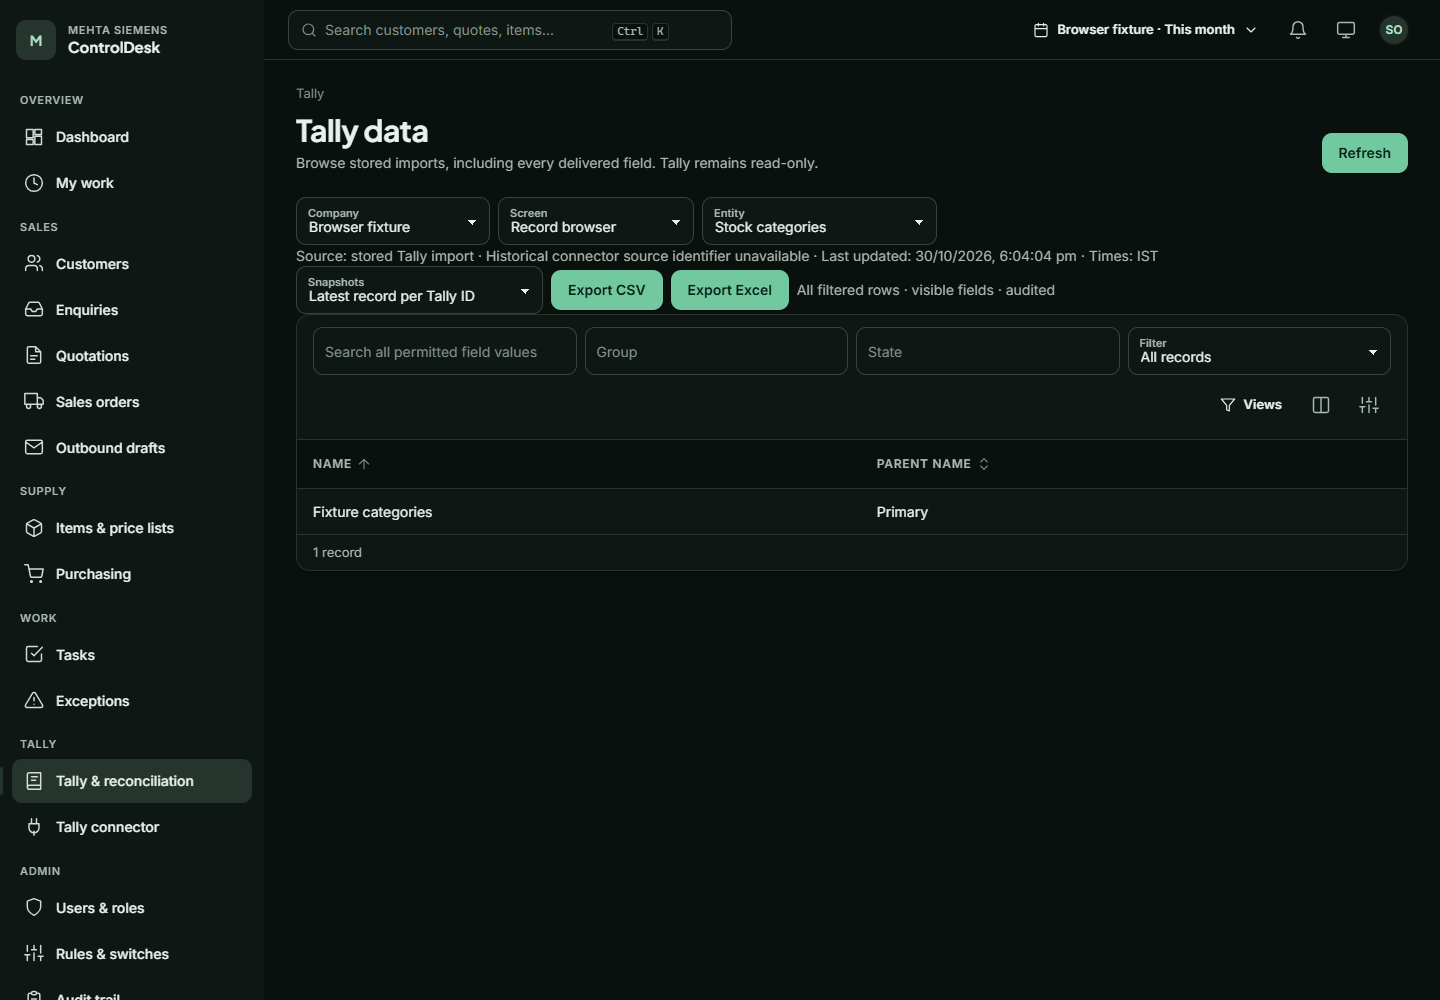 M
MEHTA SIEMENS
ControlDesk
Search customers, quotes, items...
Ctrl K
Browser fixture · This month
SO
OVERVIEW
Dashboard
My work
SALES
Customers
Enquiries
Quotations
Sales orders
Outbound drafts
SUPPLY
Items & price lists
Purchasing
WORK
Tasks
Exceptions
TALLY
Tally & reconciliation
Tally connector
ADMIN
Users & roles
Rules & switches
Audit trail
Tally
Tally data
Browse stored imports, including every delivered field. Tally remains read-only.
Refresh
Company
Browser fixture
Screen
Record browser
Entity
Stock categories
Source: stored Tally import · Historical connector source identifier unavailable · Last updated: 30/10/2026, 6:04:04 pm · Times: IST
Snapshots
Latest record per Tally ID
Export CSV
Export Excel
All filtered rows · visible fields · audited
Search all permitted field values
Group
State
Filter
All records
Views
NAME
PARENT NAME
Fixture categories
Primary
1 record